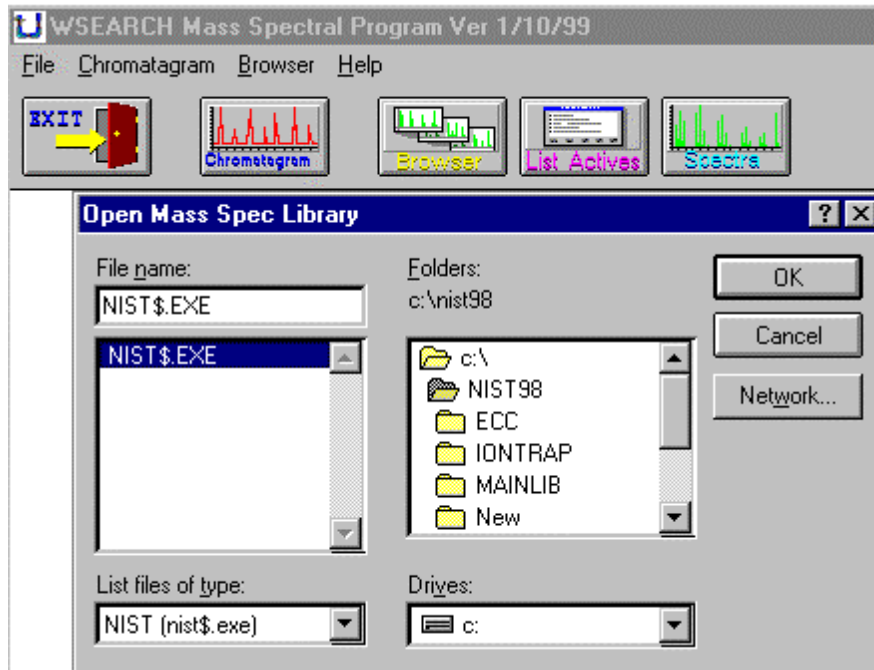 WSEARCH Mass Spectral Program Ver 1/10/99
File Chromatagram Browser Help
EXIT
Chromatogram
Browser
List Actives
Spectra
Open Mass Spec Library
File name:
NIST$.EXE
NIST$.EXE
Folders:
c:\nist98
c:\
NIST98
ECC
IONTRAP
MAINLIB
New
OK
Cancel
Network...
List files of type:
NIST (nist$.exe)
Drives:
c: